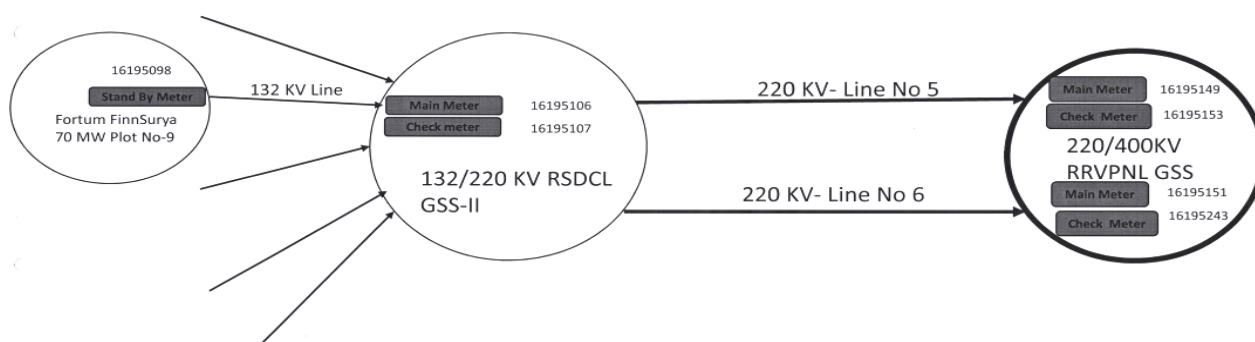 16195098
Stand By Meter
Fortum FinnSurya
70 MW Plot No-9
132 KV Line
Main Meter 16195106
Check meter 16195107
132/220 KV RSDCL
GSS-II
220 KV- Line No 5
220 KV- Line No 6
Main Meter 16195149
Check Meter 16195153
220/400KV
RRVPNL GSS
Main Meter 16195151
Check Meter 16195243